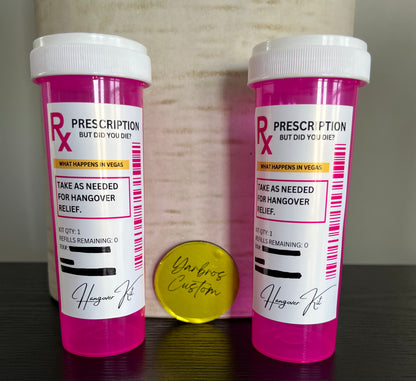 Rx PRESCRIPTION
BUT DID YOU DIE?
WHAT HAPPENS IN VEGAS
TAKE AS NEEDED
FOR HANGOVER
RELIEF.
KIT QTY: 1
REFILLS REMAINING: 0
Hangover Kit
Yarbros
Custom
Rx PRESCRIPTION
BUT DID YOU DIE?
WHAT HAPPENS IN VEGAS
TAKE AS NEEDED
FOR HANGOVER
RELIEF.
KIT QTY: 1
REFILLS REMAINING: 0
Hangover Kit